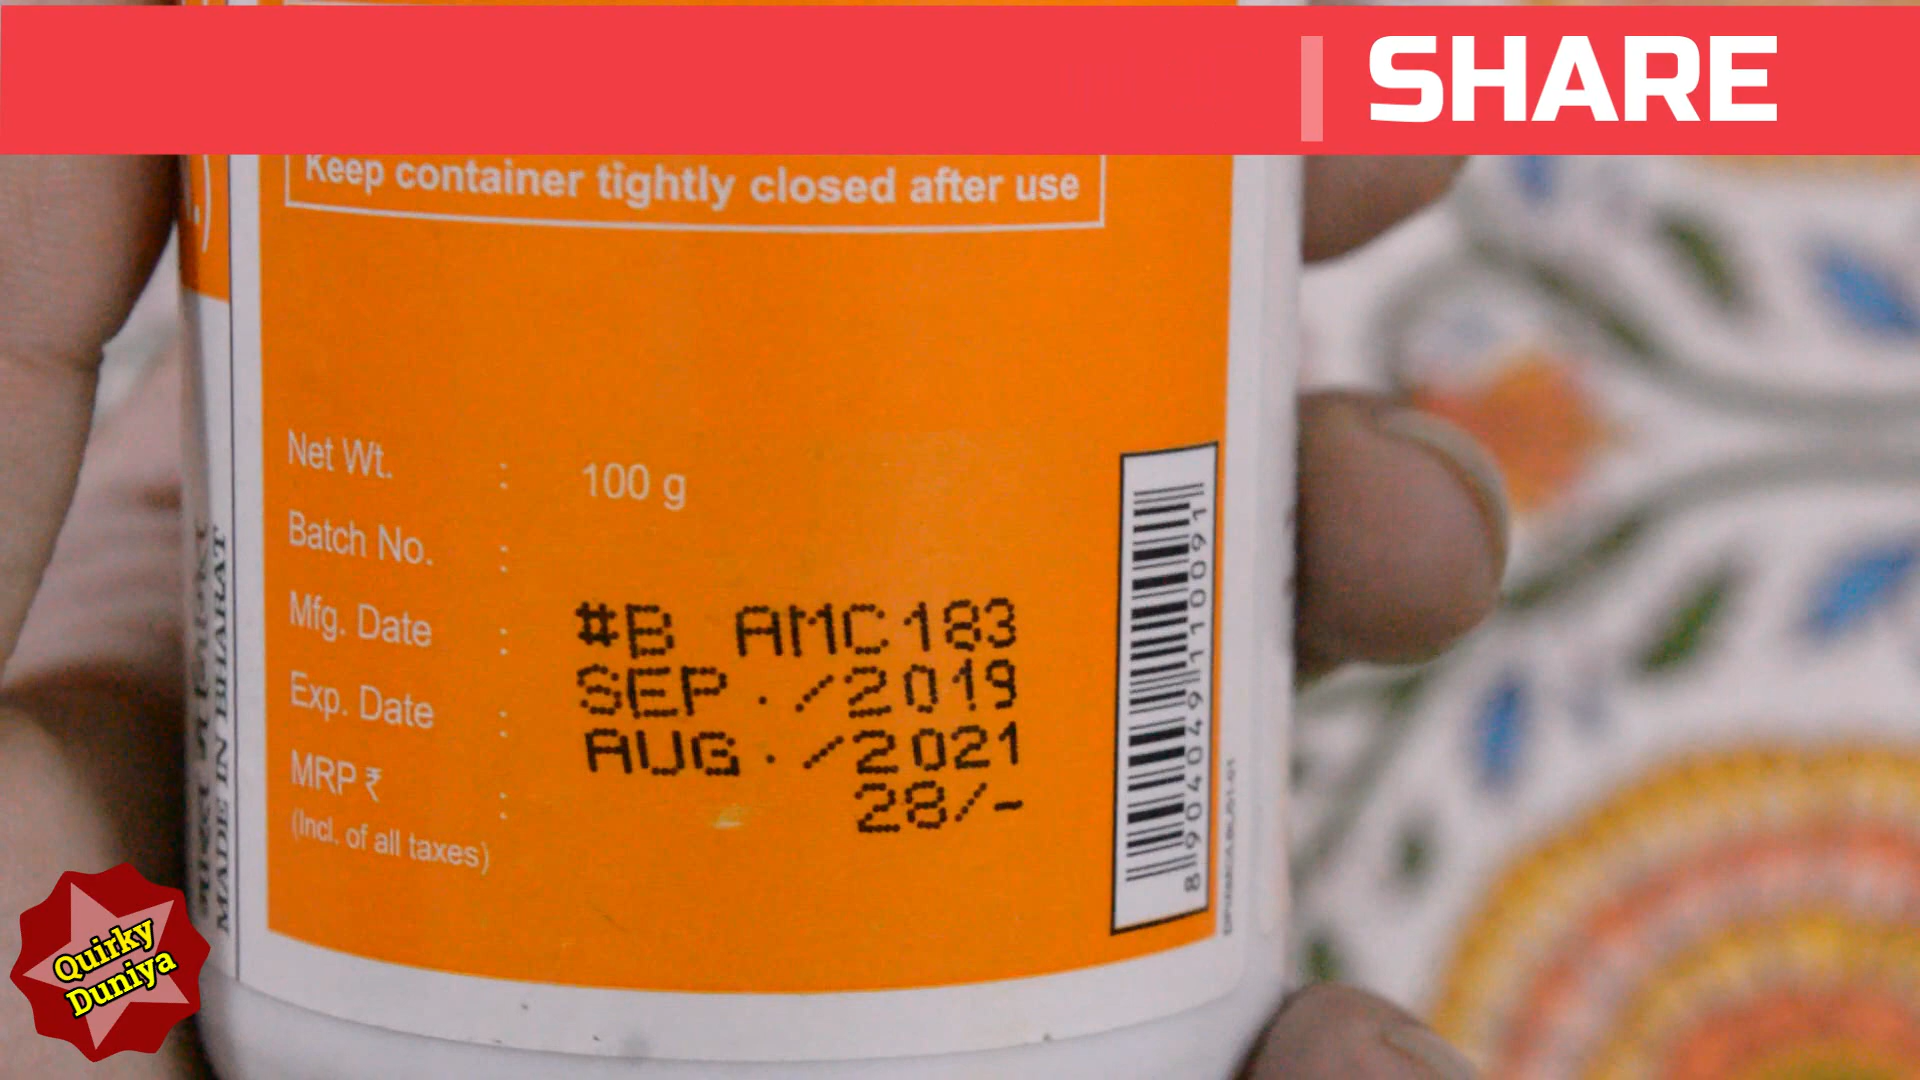 SHARE
Keep container tightly closed after use
Net Wt. : 100 g
Batch No. :
Mfg. Date : #B AMC183
Exp. Date : SEP ./2019
MRP ₹ : AUG ./2021
28/-
(Incl. of all taxes)
8904049110091
MADE IN BHARAT
Quirky
Duniya